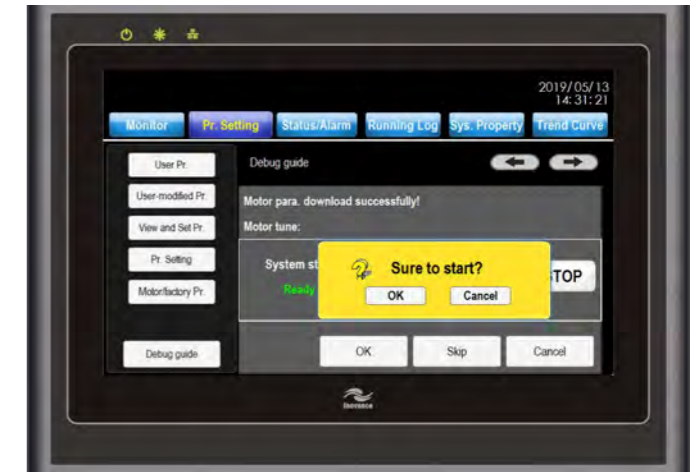 2019/05/13
14:31:21
Monitor Pr. Setting Status/Alarm Running Log Sys. Property Trend Curve
User Pr.
User-modified Pr.
View and Set Pr.
Pr. Setting
Motor/factory Pr.
Debug guide
Debug guide
Motor para. download successfully!
Motor tune:
System st
Ready
Sure to start?
OK Cancel
TOP
OK Skip Cancel
Inovance